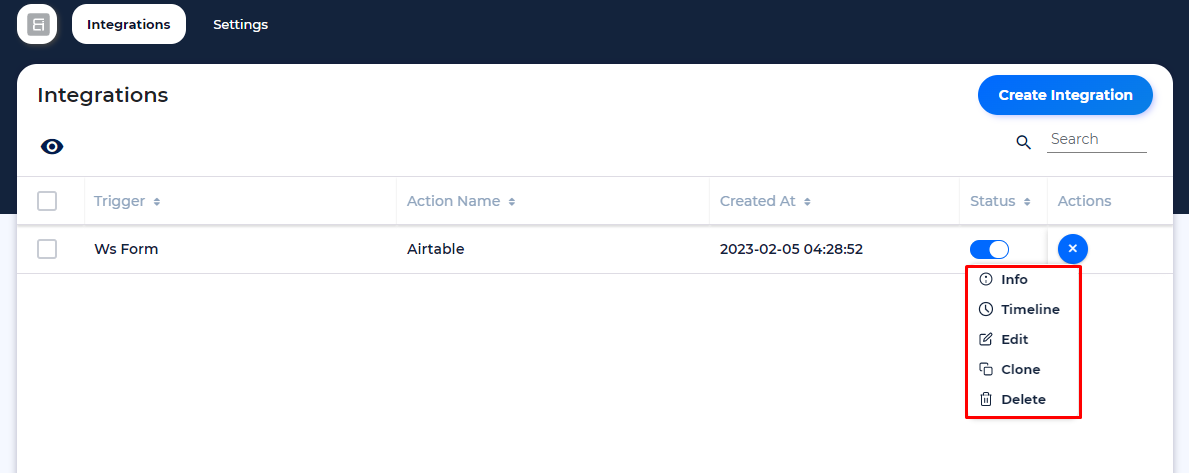 Integrations Settings
Integrations
Create Integration
Search
Trigger Action Name Created At Status Actions
Ws Form Airtable 2023-02-05 04:28:52
Info
Timeline
Edit
Clone
Delete